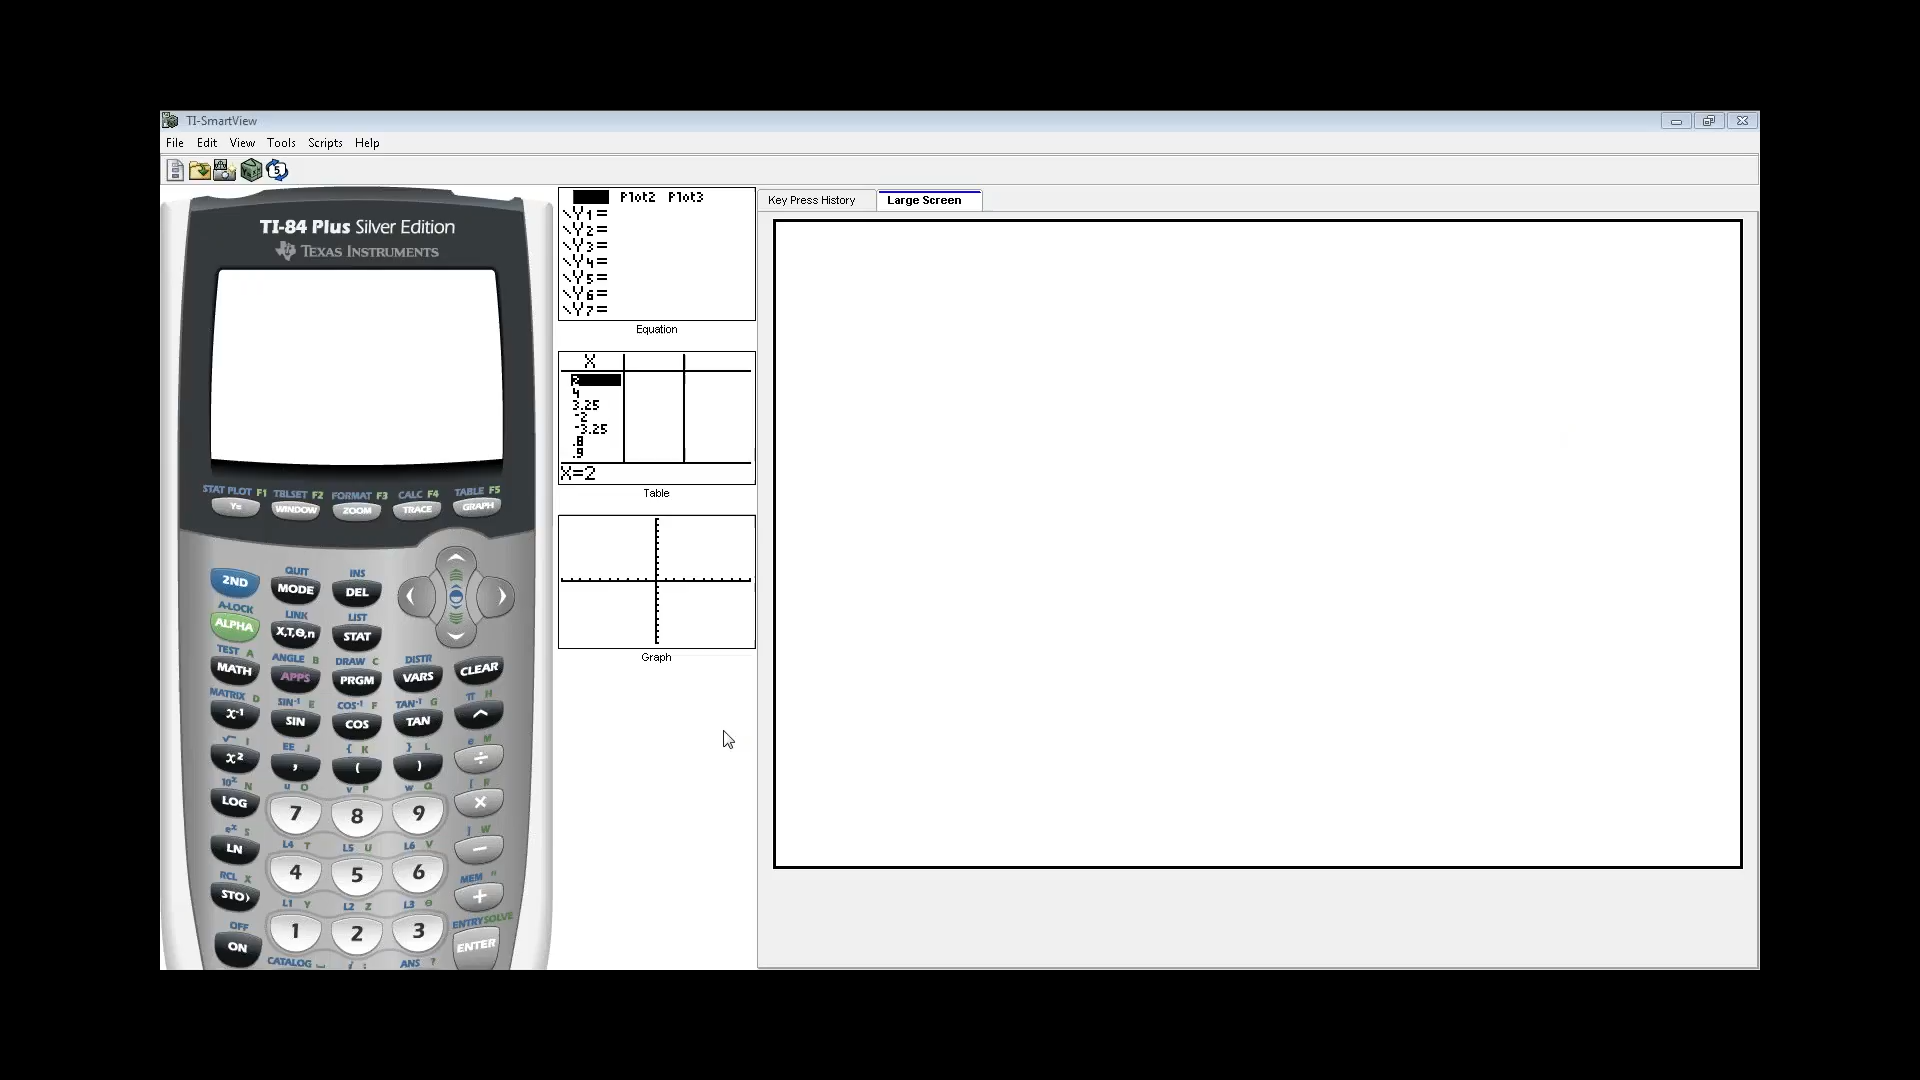 TI-SmartView
File Edit View Tools Scripts Help
TI-84 Plus Silver Edition
TEXAS INSTRUMENTS
STAT PLOT F1 TBLSET F2 FORMAT F3 CALC F4 TABLE F5
Y= WINDOW ZOOM TRACE GRAPH
QUIT INS
2ND MODE DEL
A-LOCK LINK LIST
ALPHA X,T,Θ,n STAT
TEST A ANGLE B DRAW C DISTR
MATH APPS PRGM VARS CLEAR
MATRIX D SIN-1 E COS-1 F TAN-1 G π H
x-1 SIN COS TAN ^
√ I EE J { K } L e M
x2 , ( ) ÷
10x N u O v P w Q [ R
LOG 7 8 9 ×
ex S L4 T L5 U L6 V ] W
LN 4 5 6 −
RCL X L1 Y L2 Z L3 Θ MEM "
STO› 1 2 3 +
OFF ENTRY SOLVE
ON ENTER
CATALOG i : ANS ?
Plot2 Plot3
\Y1=
\Y2=
\Y3=
\Y4=
\Y5=
\Y6=
\Y7=
Equation
X
2
4
3.25
-2
-3.25
.8
.9
X=2
Table
Graph
Key Press History Large Screen